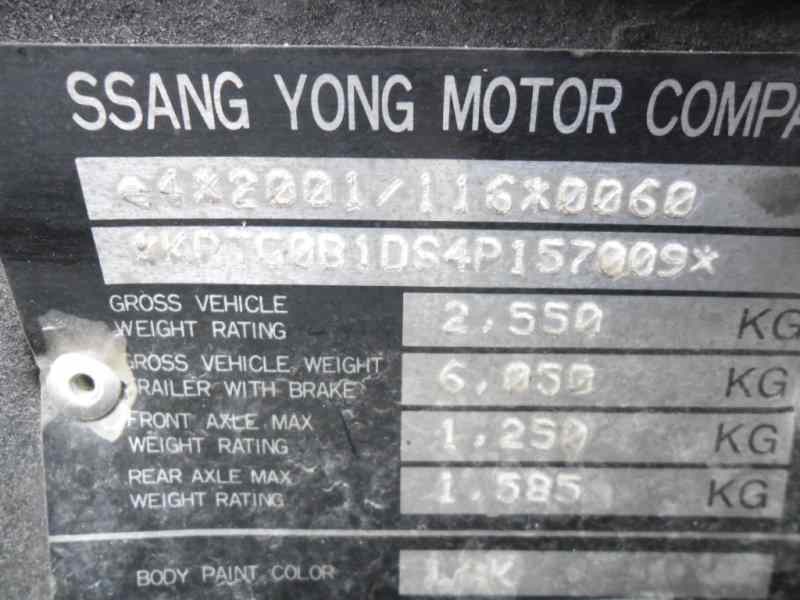 SSANG YONG MOTOR COMPA
e4*2001/116*0060
GROSS VEHICLE
WEIGHT RATING 2,550 KG
GROSS VEHICLE WEIGHT
TRAILER WITH BRAKE 6,050 KG
FRONT AXLE MAX
WEIGHT RATING 1,250 KG
REAR AXLE MAX.
WEIGHT RATING 1,585 KG
BODY PAINT COLOR